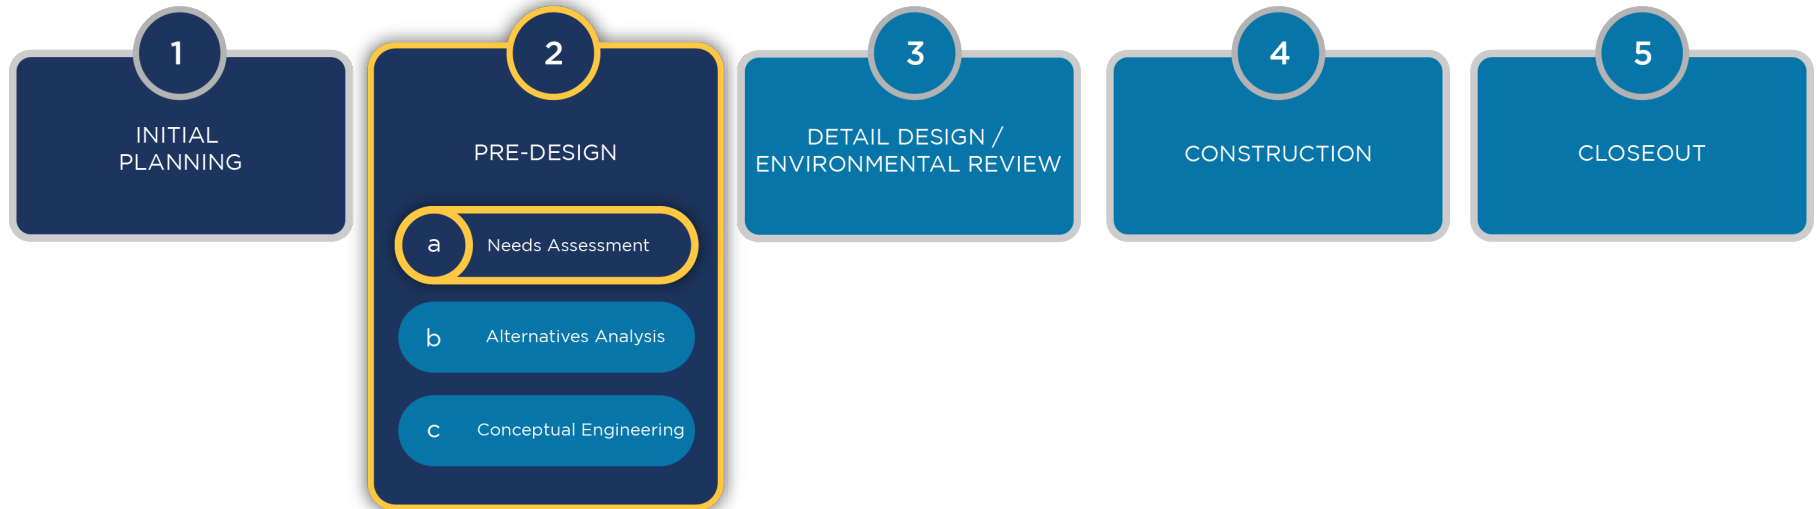 1
INITIAL
PLANNING
2
PRE-DESIGN
a
Needs Assessment
b
Alternatives Analysis
c
Conceptual Engineering
3
DETAIL DESIGN /
ENVIRONMENTAL REVIEW
4
CONSTRUCTION
5
CLOSEOUT